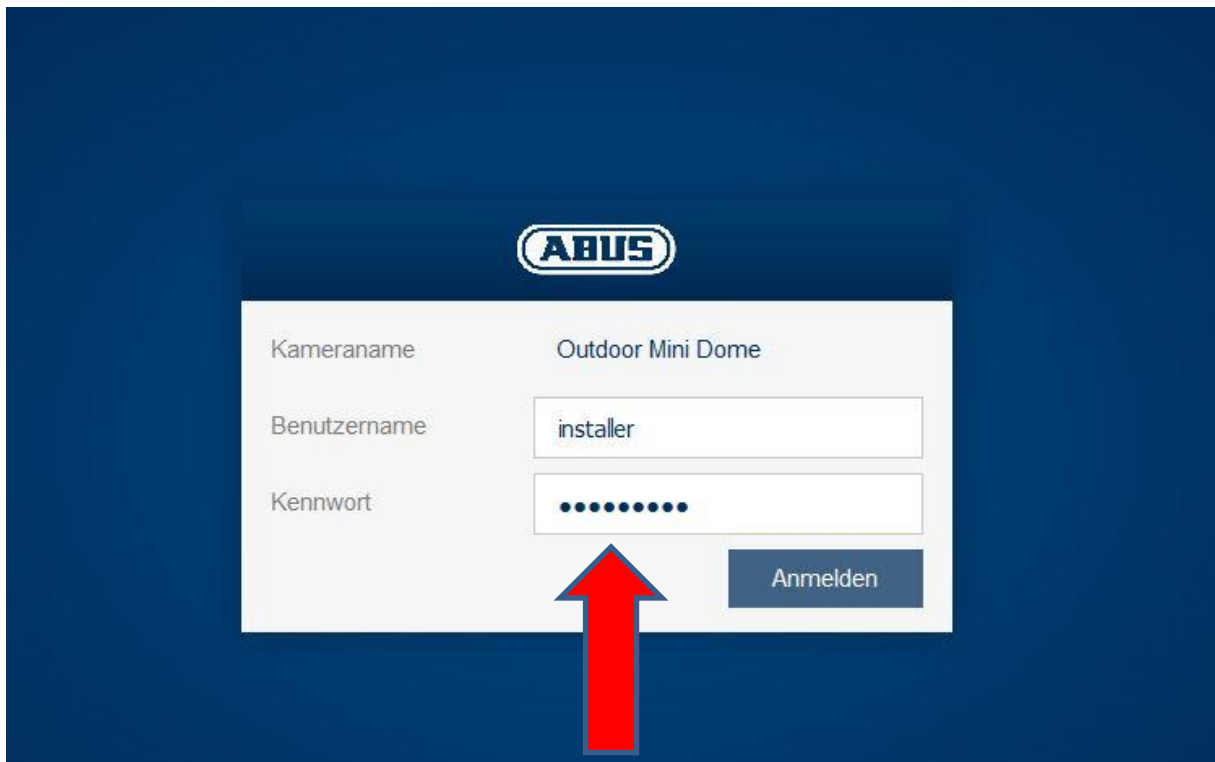 ABUS
Kameraname Outdoor Mini Dome
Benutzername installer
Kennwort •••••••••
Anmelden